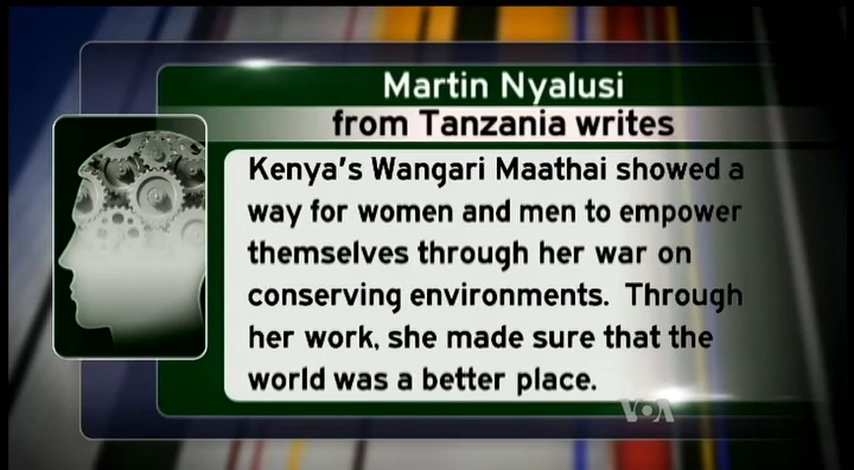 Martin Nyalusi
from Tanzania writes
Kenya's Wangari Maathai showed a
way for women and men to empower
themselves through her war on
conserving environments.  Through
her work, she made sure that the
world was a better place.
VOA